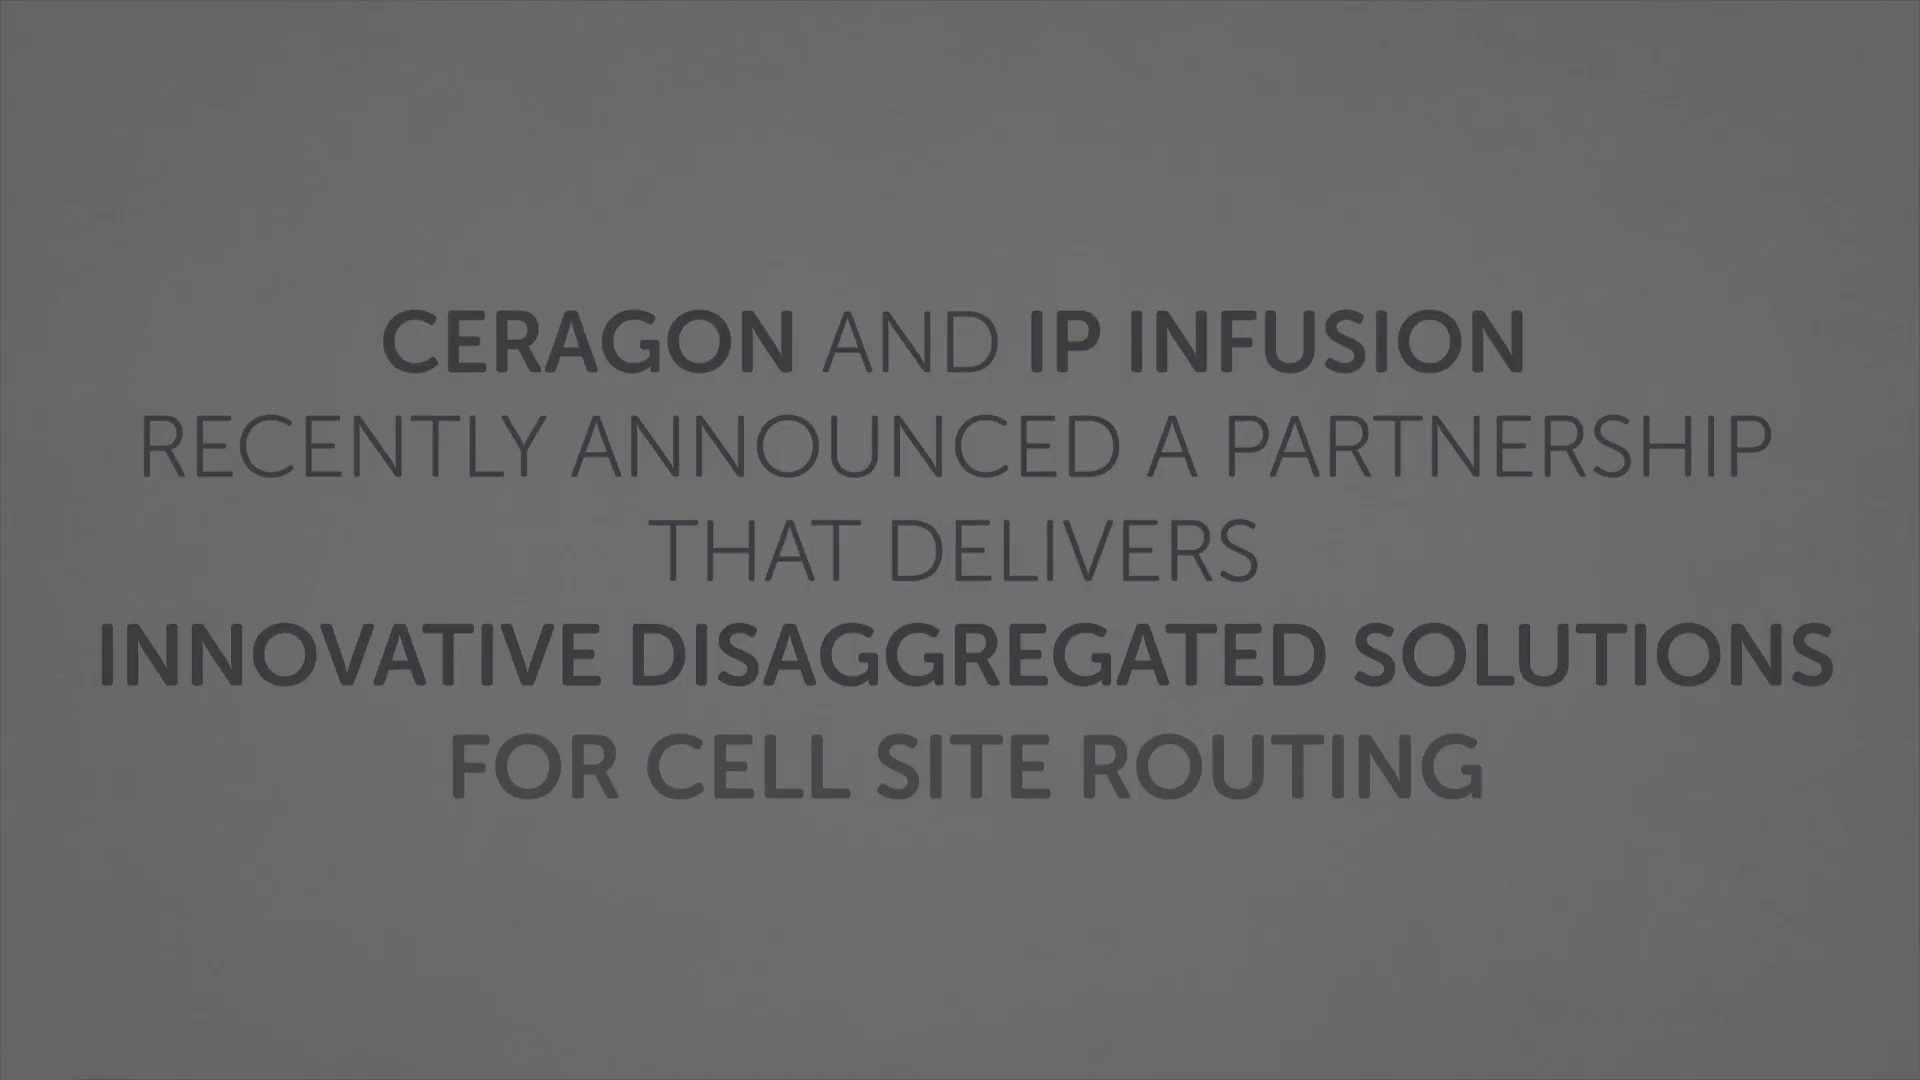 CERAGON AND IP INFUSION
RECENTLY ANNOUNCED A PARTNERSHIP
THAT DELIVERS
INNOVATIVE DISAGGREGATED SOLUTIONS
FOR CELL SITE ROUTING